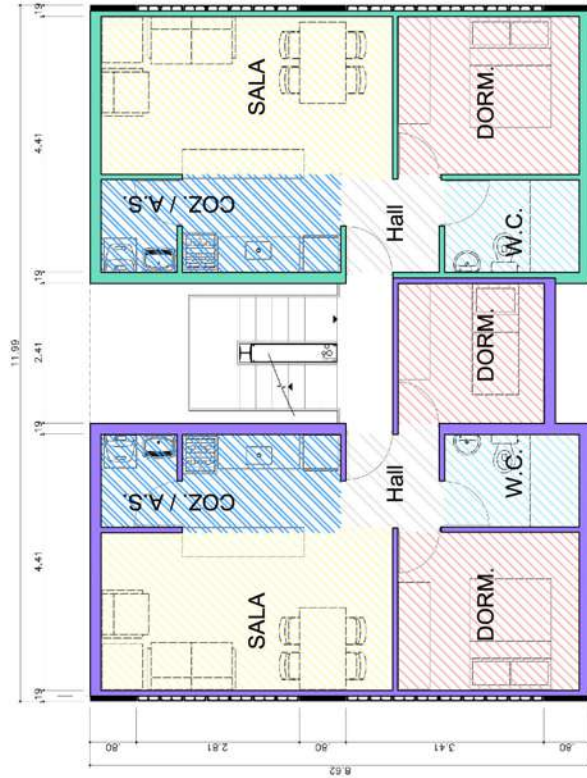 .19
4.41
.19
2.41
.19
4.41
.19
11.99
SALA
DORM.
COZ. / A.S.
Hall
W.C.
DORM.
COZ. / A.S.
Hall
W.C.
SALA
DORM.
.80
2.81
.80
3.41
.80
8.62